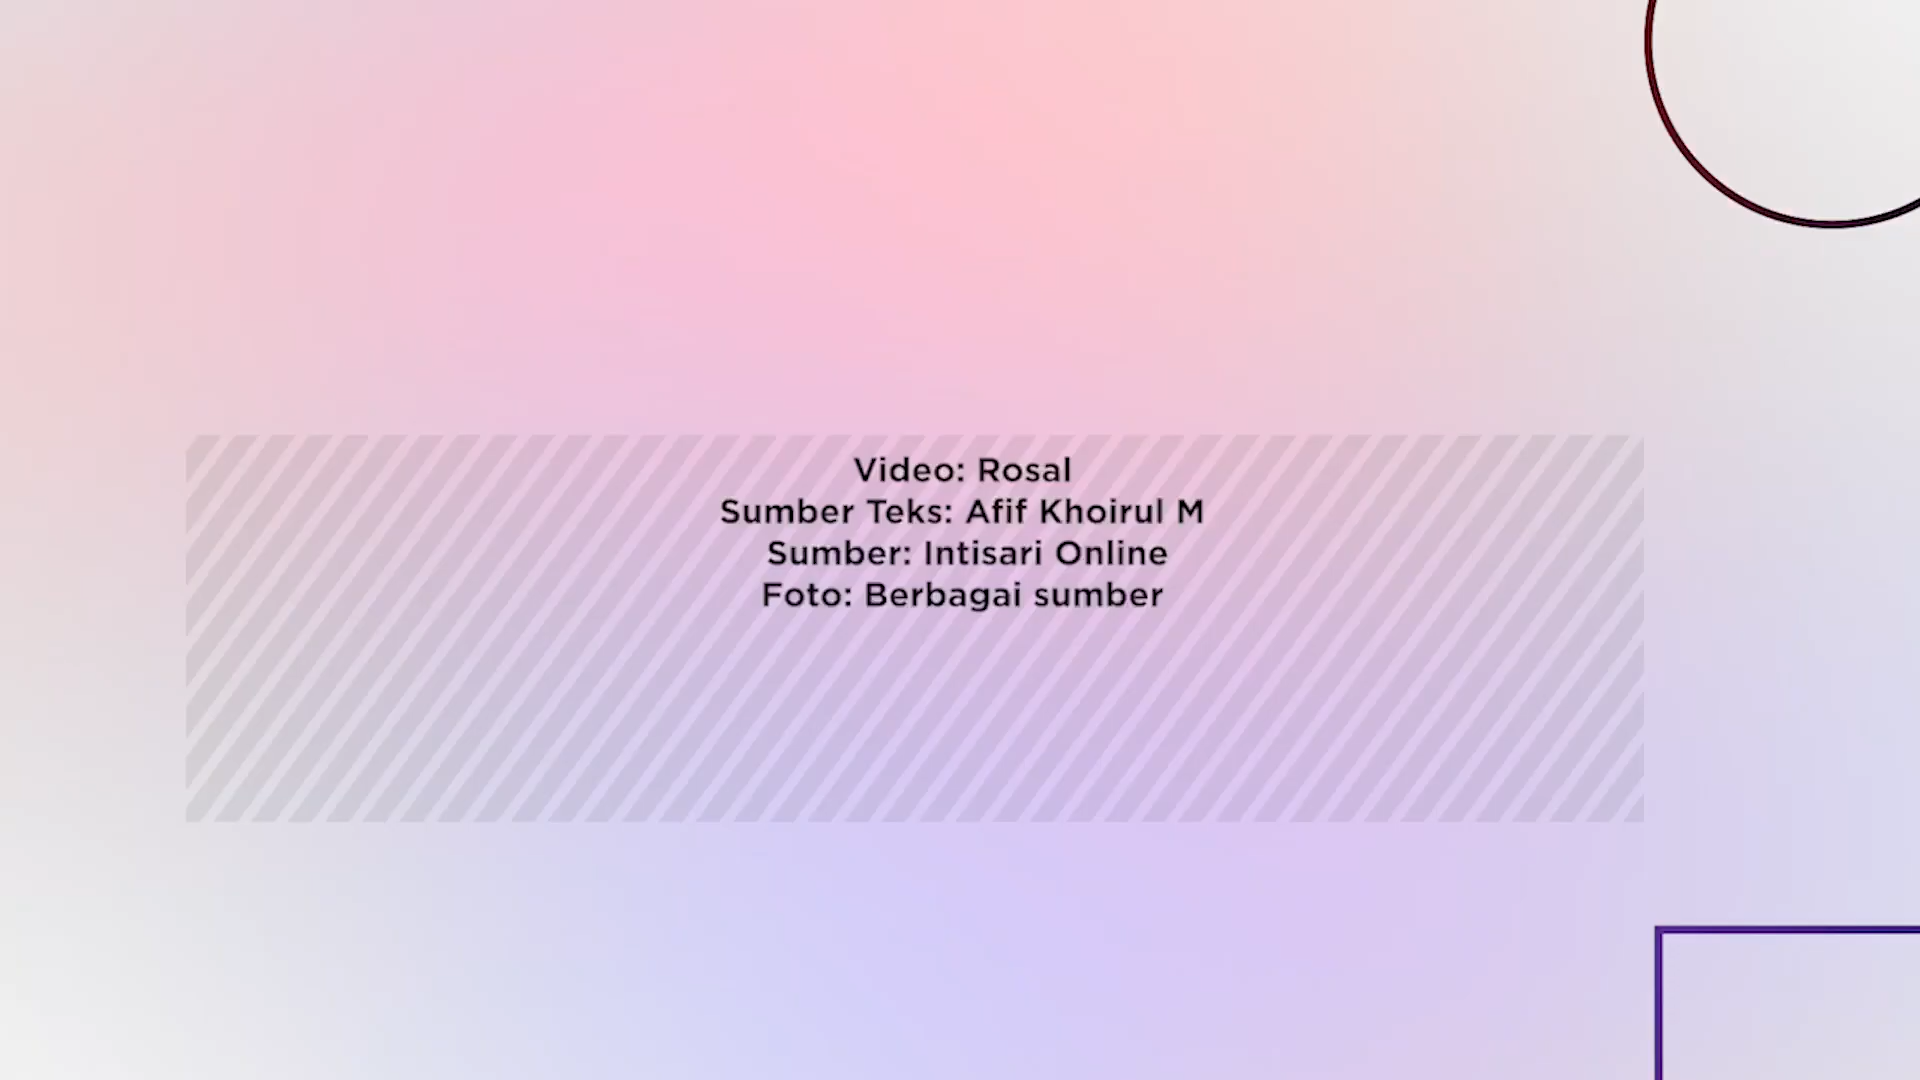 Video: Rosal
Sumber Teks: Afif Khoirul M
Sumber: Intisari Online
Foto: Berbagai sumber